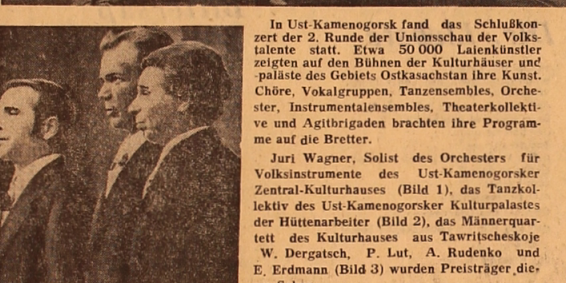 In Ust-Kamenogorsk fand das Schlußkon-
zert der 2. Runde der Unionsschau der Volks-
talente statt. Etwa 50 000 Laienkünstler
zeigten auf den Bühnen der Kulturhäuser und
-paläste des Gebiets Ostkasachstan ihre Kunst.
Chöre, Vokalgruppen, Tanzensembles, Orche-
ster, Instrumentalensembles, Theaterkollekti-
ve und Agitbrigaden brachten ihre Program-
me auf die Bretter.
Juri Wagner, Solist des Orchesters für
Volksinstrumente des Ust-Kamenogorsker
Zentral-Kulturhauses (Bild 1), das Tanzkol-
lektiv des Ust-Kamenogorsker Kulturpalastes
der Hüttenarbeiter (Bild 2), das Männerquar-
tett des Kulturhauses aus Tawritscheskoje
W. Dergatsch, P. Lut, A. Rudenko und
E. Erdmann (Bild 3) wurden Preisträger die-